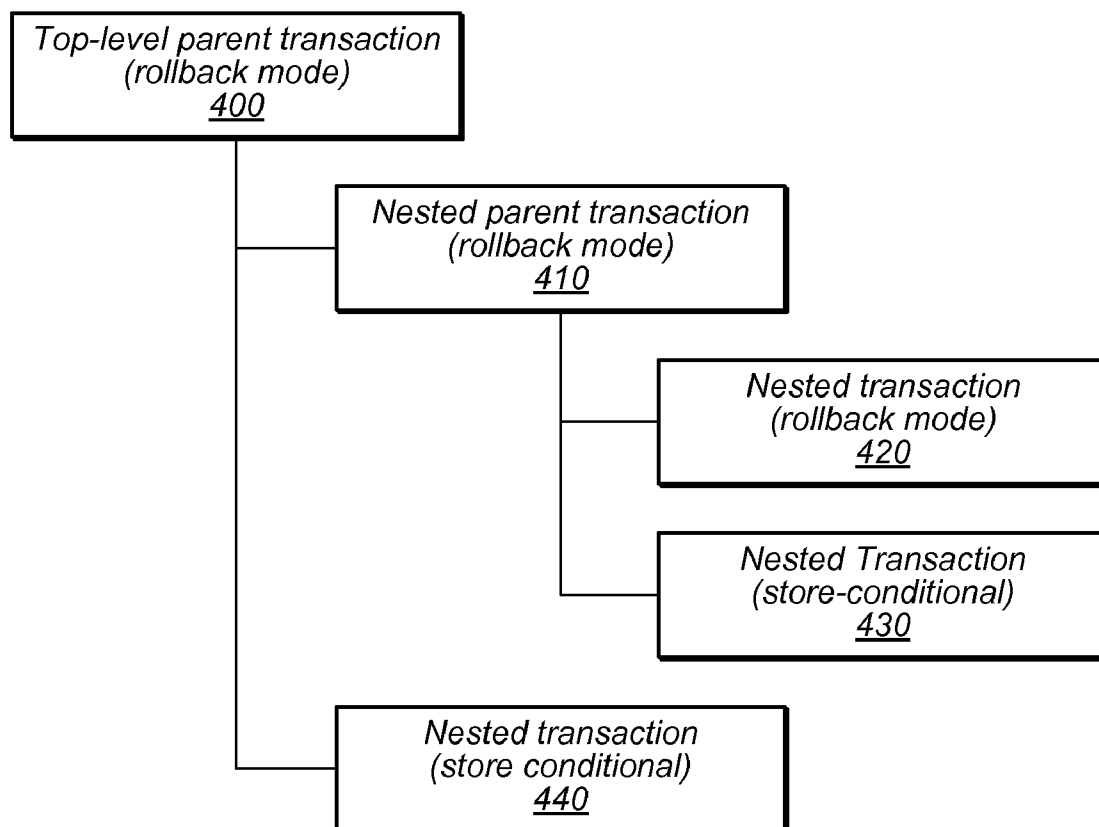 Top-level parent transaction
(rollback mode)
400
Nested parent transaction
(rollback mode)
410
Nested transaction
(rollback mode)
420
Nested Transaction
(store-conditional)
430
Nested transaction
(store conditional)
440